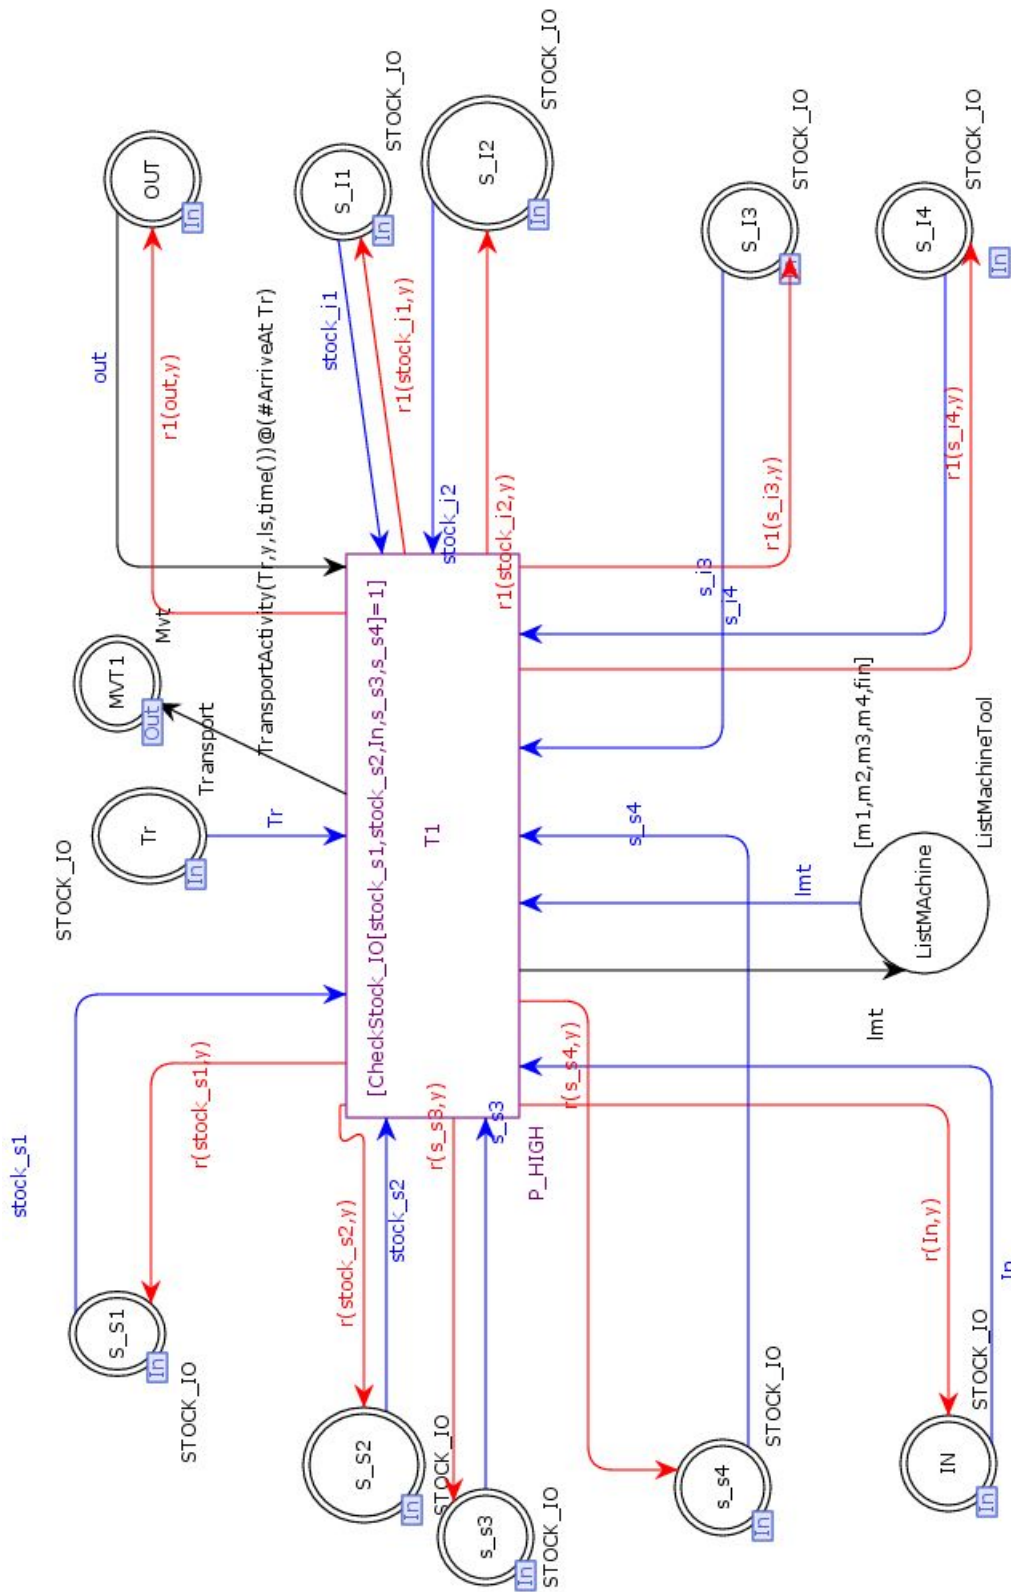 STOCK_IO
OUT
In
out
r1(out,y)
STOCK_IO
S_I1
In
stock_i1
r1(stock_i1,y)
STOCK_IO
S_I2
In
stock_i2
r1(stock_i2,y)
STOCK_IO
S_I3
s_i3
r1(s_i3,y)
STOCK_IO
S_I4
In
s_i4
r1(s_i4,y)
TransportActivity(Tr,y,ls,time())@(#ArriveAt Tr)
Mvt
MVT1
Out
Transport
Tr
In
Tr
[CheckStock_IO[stock_s1,stock_s2,In,s_s3,s_s4]=1]
T1
P_HIGH
[m1,m2,m3,m4,fin]
ListMachineTool
ListMAchine
lmt
lmt
stock_s1
r(stock_s1,y)
S_S1
In
STOCK_IO
r(stock_s2,y)
stock_s2
S_S2
In
STOCK_IO
r(s_s3,y)
s_s3
s_s3
In
STOCK_IO
s_s4
r(s_s4,y)
s_s4
In
STOCK_IO
r(In,y)
In
IN
In
STOCK_IO